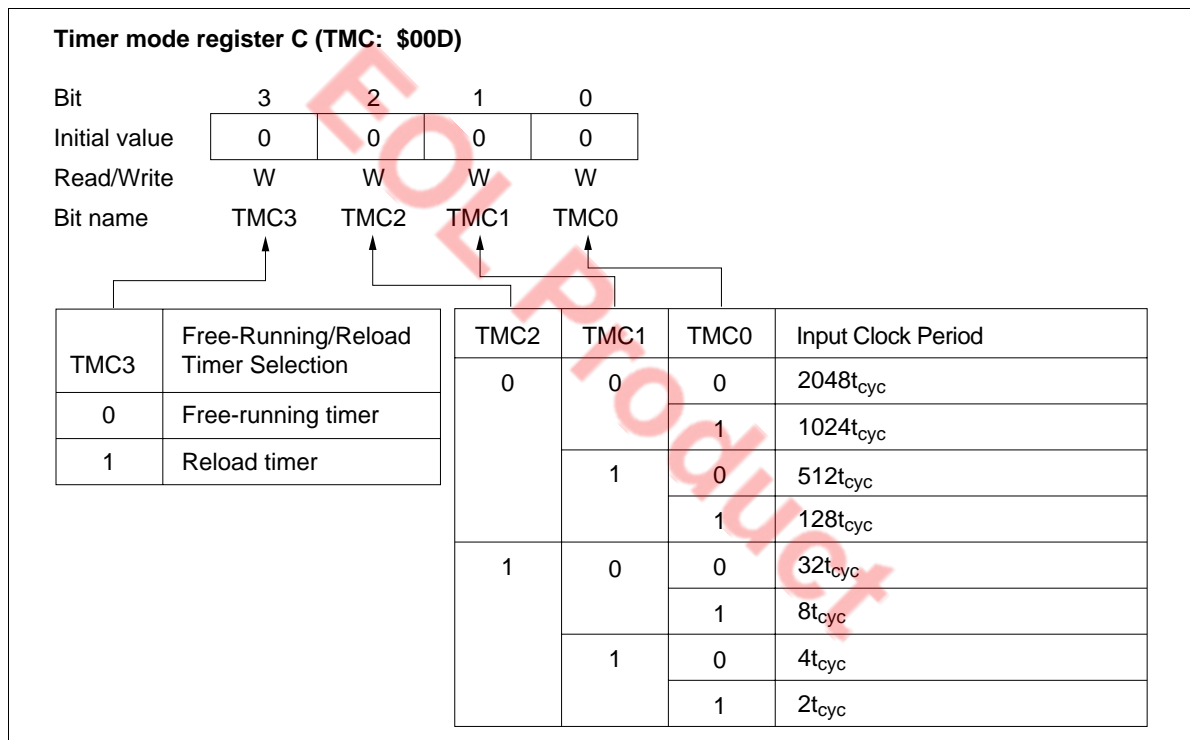 Timer mode register C (TMC: $00D)
Bit 3 2 1 0
Initial value 0 0 0 0
Read/Write W W W W
Bit name TMC3 TMC2 TMC1 TMC0
TMC3 Free-Running/Reload Timer Selection
0 Free-running timer
1 Reload timer
TMC2 TMC1 TMC0 Input Clock Period
0 0 0 2048tcyc
1 1024tcyc
1 0 512tcyc
1 128tcyc
1 0 0 32tcyc
1 8tcyc
1 0 4tcyc
1 2tcyc
EOL Product